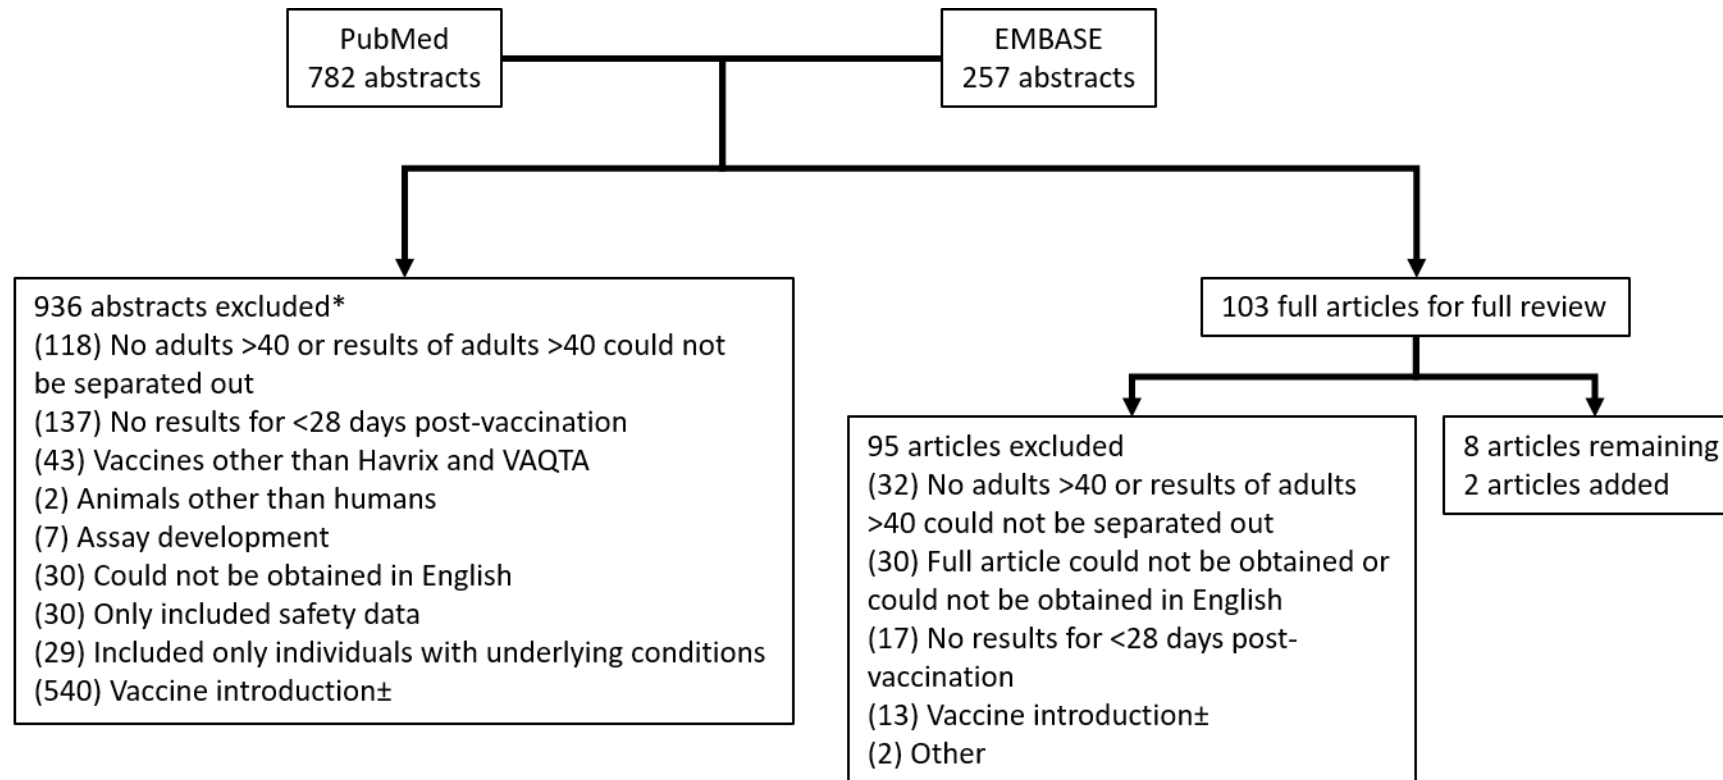 PubMed
782 abstracts
EMBASE
257 abstracts
936 abstracts excluded*
(118) No adults >40 or results of adults >40 could not
be separated out
(137) No results for <28 days post-vaccination
(43) Vaccines other than Havrix and VAQTA
(2) Animals other than humans
(7) Assay development
(30) Could not be obtained in English
(30) Only included safety data
(29) Included only individuals with underlying conditions
(540) Vaccine introduction±
103 full articles for full review
95 articles excluded
(32) No adults >40 or results of adults
>40 could not be separated out
(30) Full article could not be obtained or
could not be obtained in English
(17) No results for <28 days post-
vaccination
(13) Vaccine introduction±
(2) Other
8 articles remaining
2 articles added